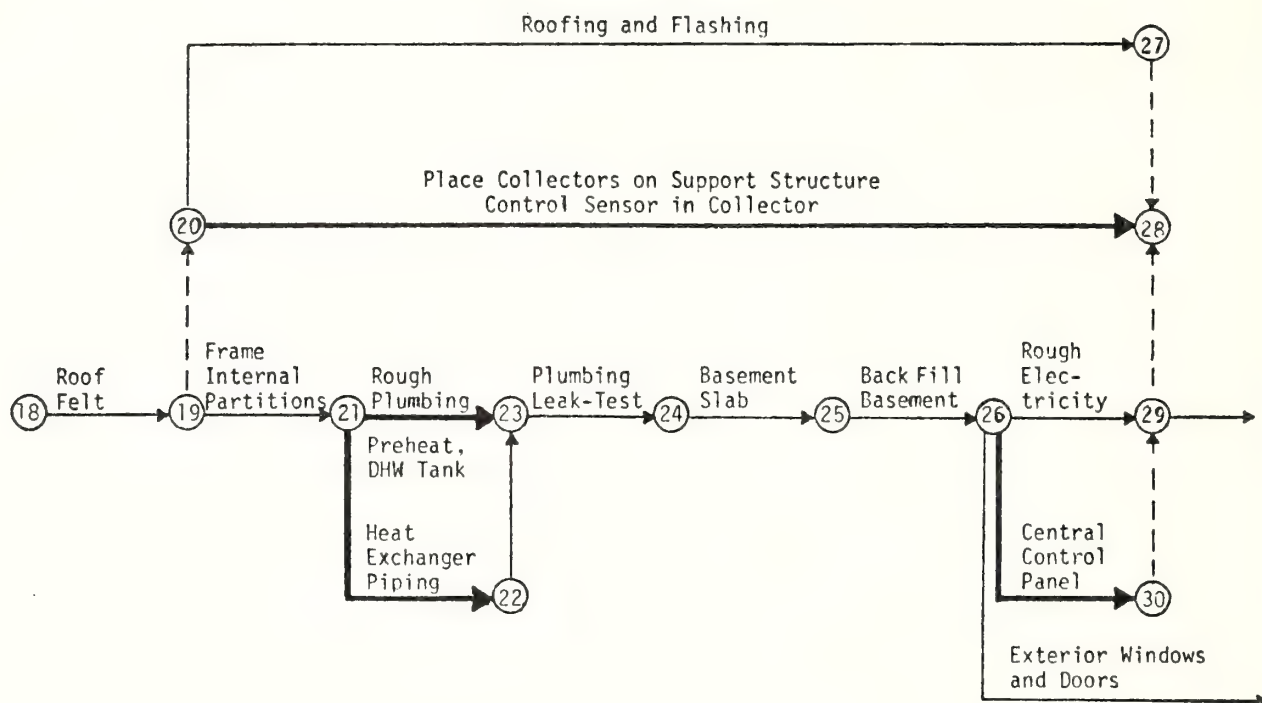 Roofing and Flashing
27
Place Collectors on Support Structure
Control Sensor in Collector
20
28
Roof
Felt
Frame
Internal
Partitions
Rough
Plumbing
Plumbing
Leak-Test
Basement
Slab
Back Fill
Basement
Rough
Elec-
tricity
18
19
21
23
24
25
26
29
Preheat,
DHW Tank
Heat
Exchanger
Piping
22
Central
Control
Panel
30
Exterior Windows
and Doors